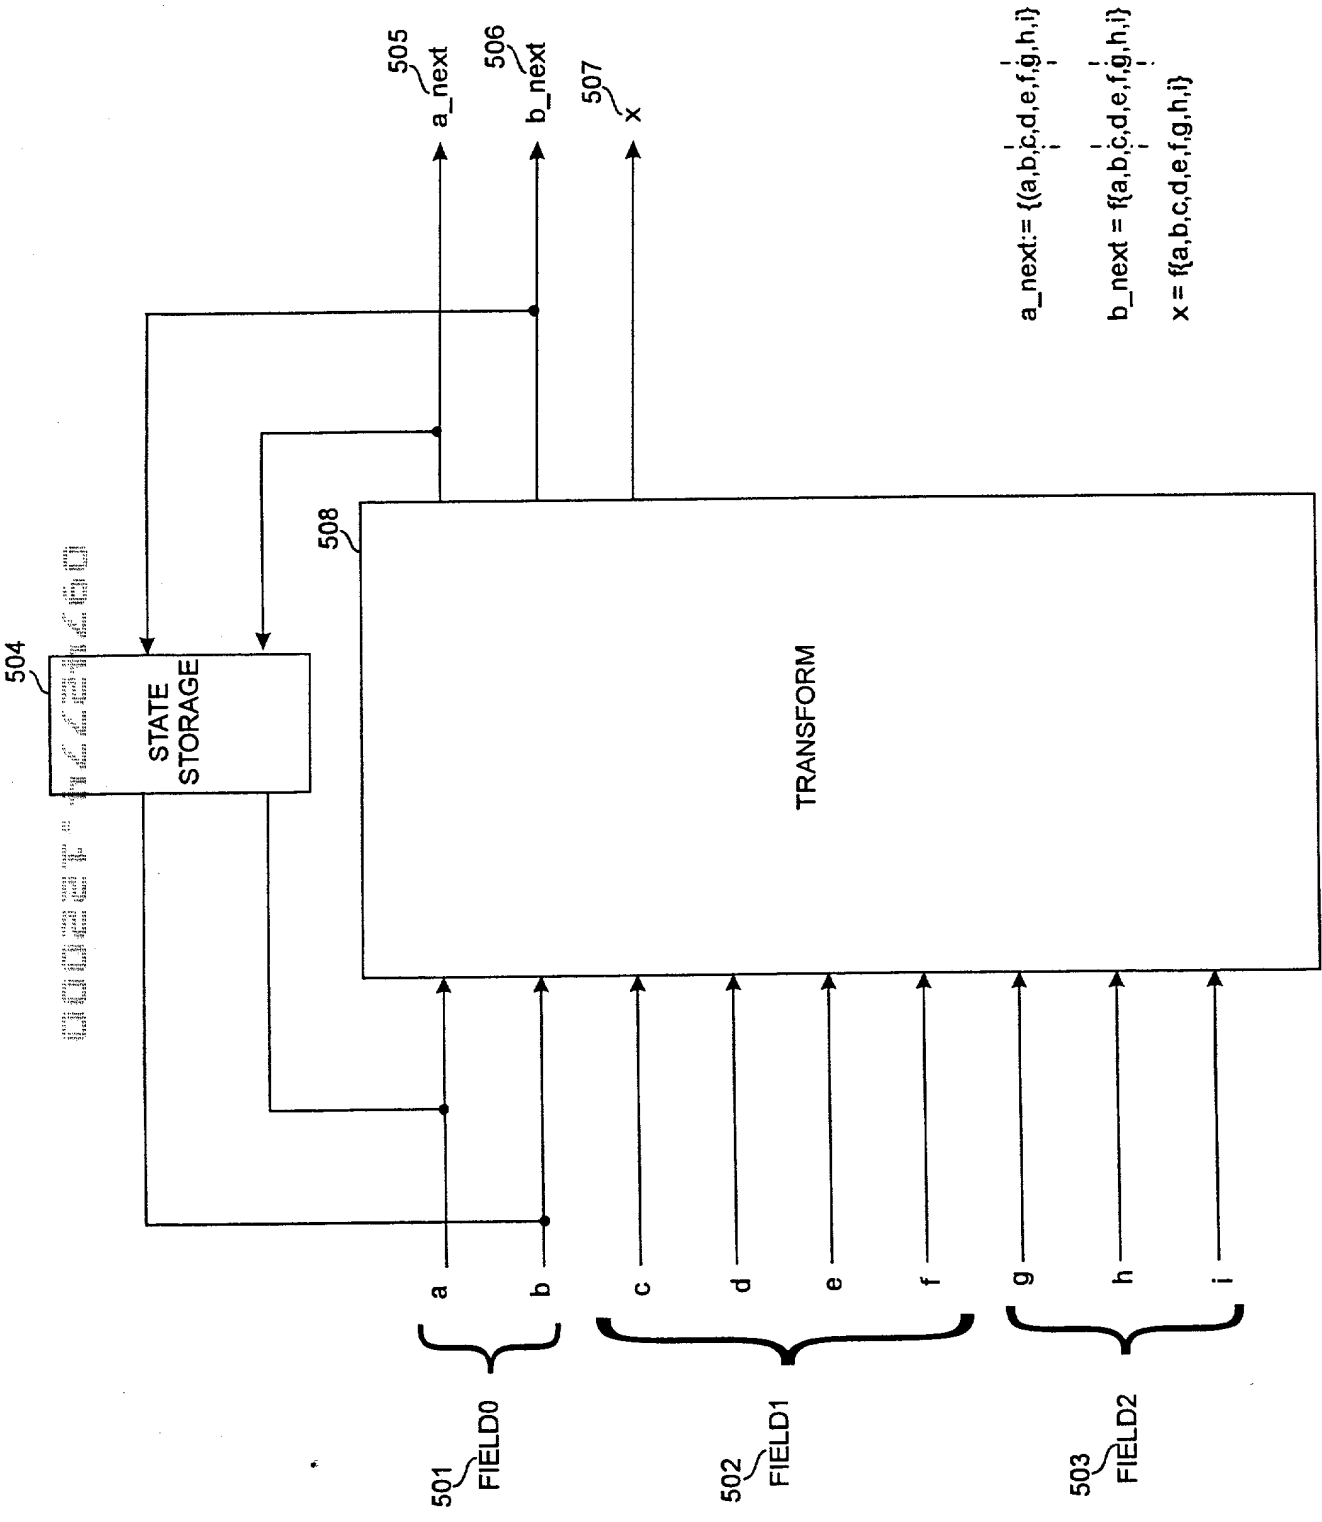 504
STATE
STORAGE
505
a_next
506
b_next
507
x
508
TRANSFORM
501
FIELD0
a
b
502
FIELD1
c
d
e
f
503
FIELD2
g
h
i
a_next:= {(a,b,c,d,e,f,g,h,i}
b_next = f{a,b,c,d,e,f,g,h,i}
x = f{a,b,c,d,e,f,g,h,i}